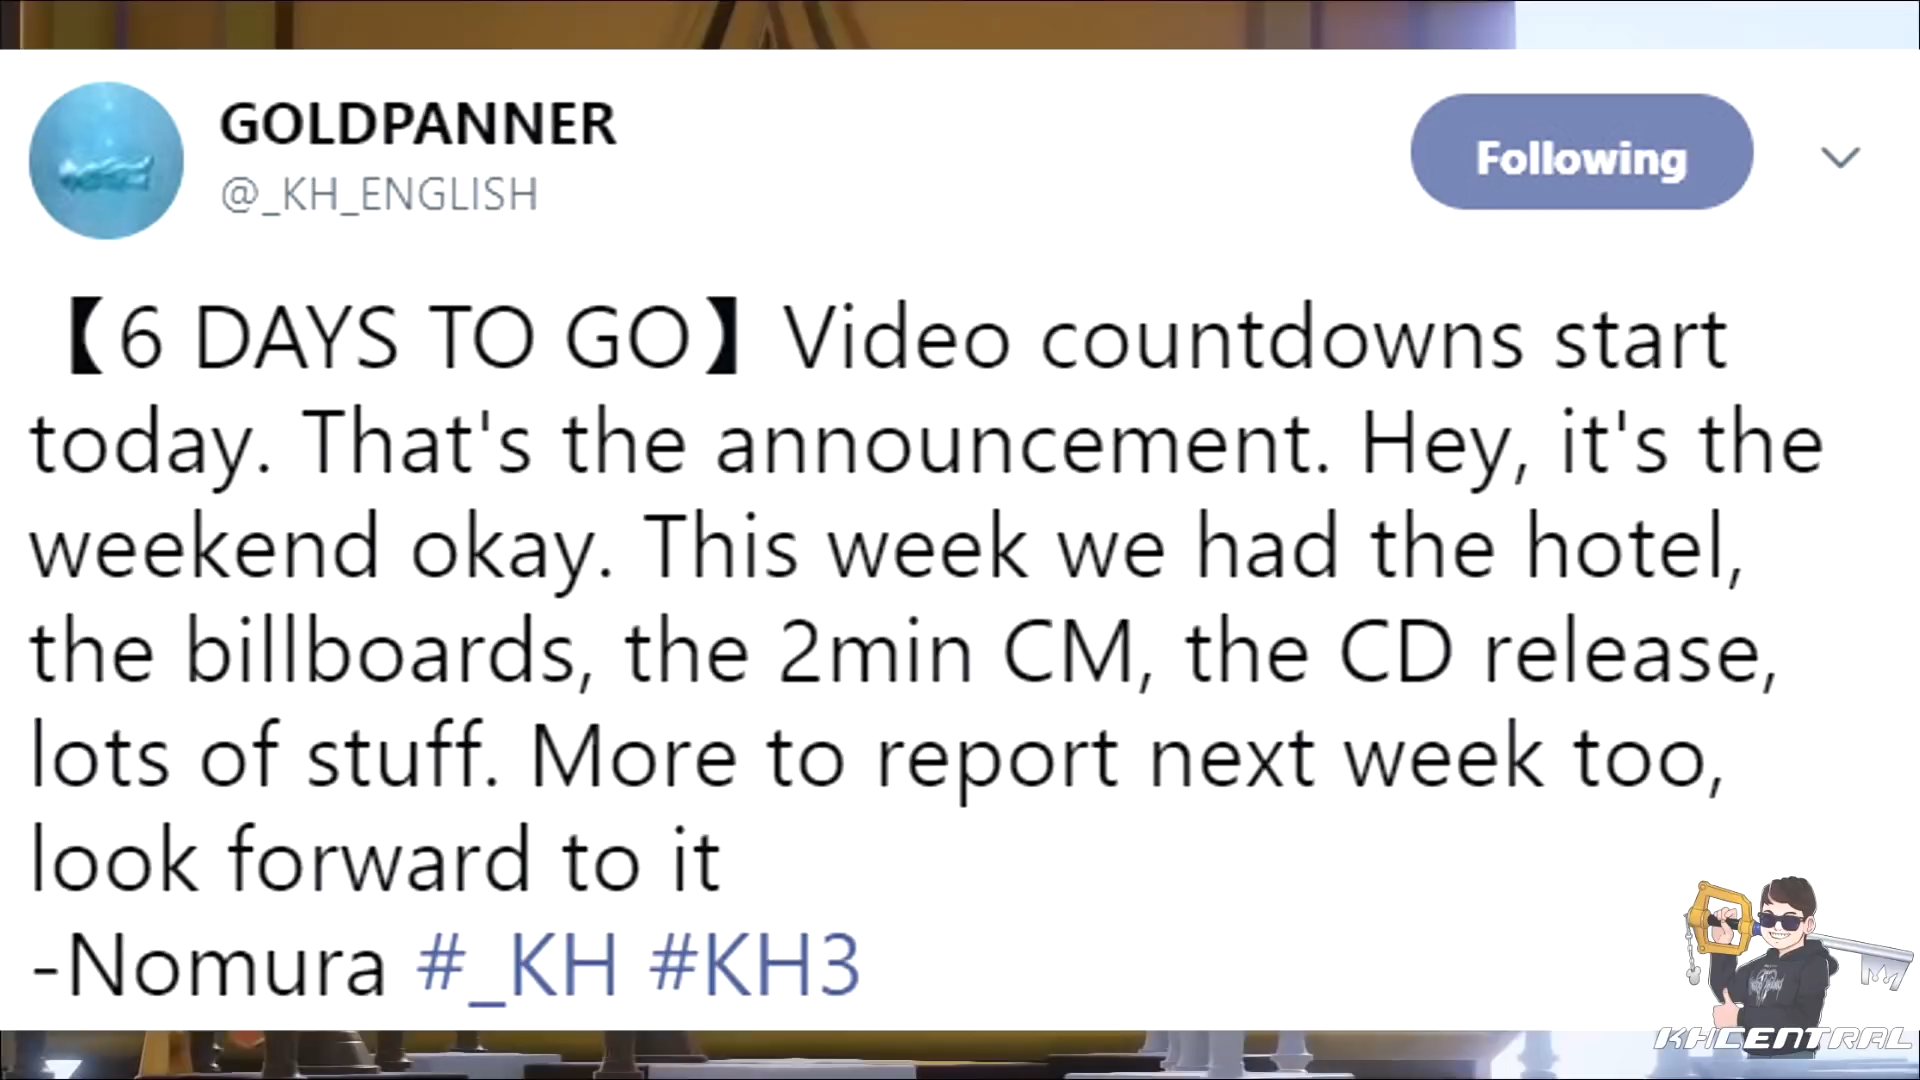 GOLDPANNER
@_KH_ENGLISH
Following
【6 DAYS TO GO】Video countdowns start
today. That's the announcement. Hey, it's the
weekend okay. This week we had the hotel,
the billboards, the 2min CM, the CD release,
lots of stuff. More to report next week too,
look forward to it
-Nomura #_KH #KH3
KHCENTRAL